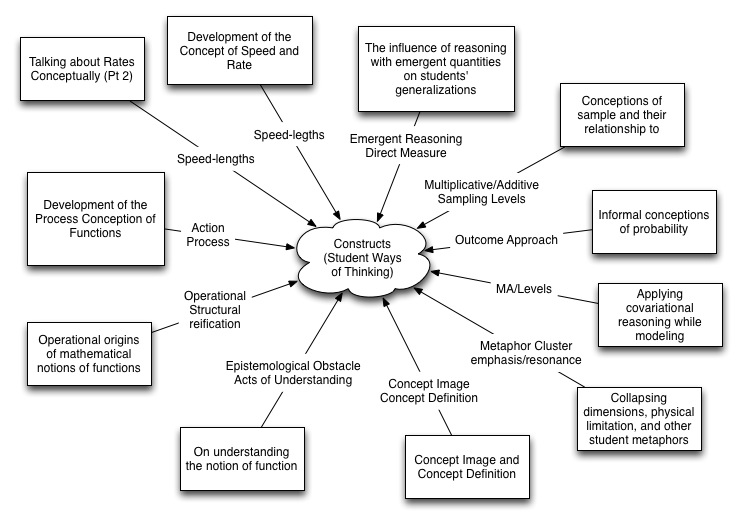 Talking about Rates
Conceptually (Pt 2)
Development of the
Concept of Speed and
Rate
The influence of reasoning
with emergent quantities
on students'
generalizations
Conceptions of
sample and their
relationship to
Speed-legths
Speed-lengths
Emergent Reasoning
Direct Measure
Multiplicative/Additive
Sampling Levels
Development of the
Process Conception of
Functions
Action
Process
Constructs
(Student Ways
of Thinking)
Outcome Approach
Informal conceptions
of probability
MA/Levels
Applying
covariational
reasoning while
modeling
Operational
Structural
reification
Operational origins
of mathematical
notions of functions
Epistemological Obstacle
Acts of Understanding
Concept Image
Concept Definition
Metaphor Cluster
emphasis/resonance
Collapsing
dimensions, physical
limitation, and other
student metaphors
On understanding
the notion of function
Concept Image and
Concept Definition